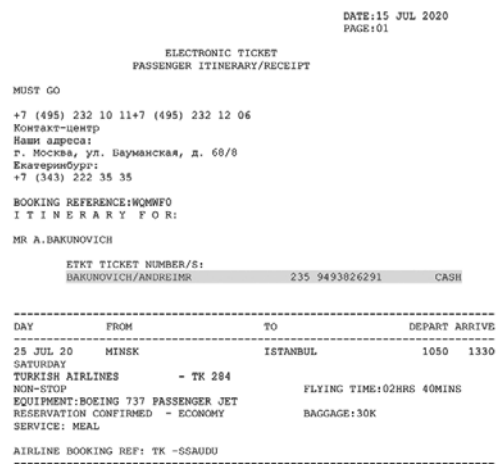 DATE:15 JUL 2020
PAGE:01
ELECTRONIC TICKET
PASSENGER ITINERARY/RECEIPT
MUST GO
+7 (495) 232 10 11+7 (495) 232 12 06
Контакт-центр
Наши адреса:
г. Москва, ул. Бауманская, д. 68/8
Екатеринбург:
+7 (343) 222 35 35
BOOKING REFERENCE:WQMWF0
I T I N E R A R Y  F O R:
MR A.BAKUNOVICH
ETKT TICKET NUMBER/S:
BAKUNOVICH/ANDREIMR 235 9493826291 CASH
DAY FROM TO DEPART ARRIVE
25 JUL 20 MINSK ISTANBUL 1050 1330
SATURDAY
TURKISH AIRLINES - TK 284
NON-STOP FLYING TIME:02HRS 40MINS
EQUIPMENT:BOEING 737 PASSENGER JET
RESERVATION CONFIRMED - ECONOMY BAGGAGE:30K
SERVICE: MEAL
AIRLINE BOOKING REF: TK -SSAUDU